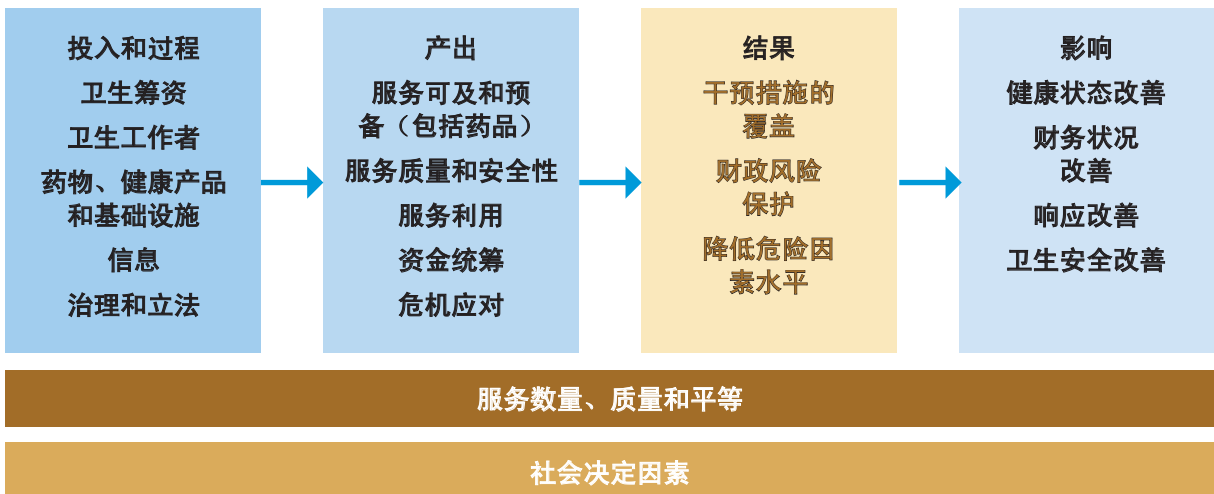 投入和过程
卫生筹资
卫生工作者
药物、健康产品
和基础设施
信息
治理和立法
产出
服务可及和预
备（包括药品）
服务质量和安全性
服务利用
资金统筹
危机应对
结果
干预措施的
覆盖
财政风险
保护
降低危险因
素水平
影响
健康状态改善
财务状况
改善
响应改善
卫生安全改善
服务数量、质量和平等
社会决定因素